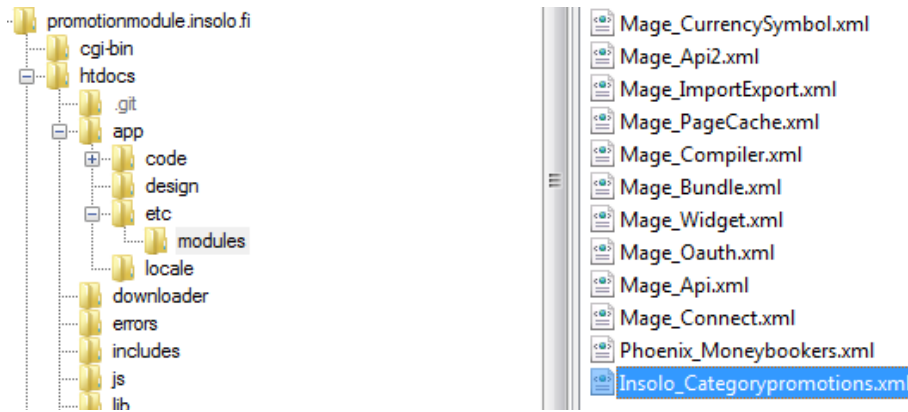 promotionmodule.insolo.fi
cgi-bin
htdocs
.git
app
code
design
etc
modules
locale
downloader
errors
includes
js
lib
Mage_CurrencySymbol.xml
Mage_Api2.xml
Mage_ImportExport.xml
Mage_PageCache.xml
Mage_Compiler.xml
Mage_Bundle.xml
Mage_Widget.xml
Mage_Oauth.xml
Mage_Api.xml
Mage_Connect.xml
Phoenix_Moneybookers.xml
Insolo_Categorypromotions.xml